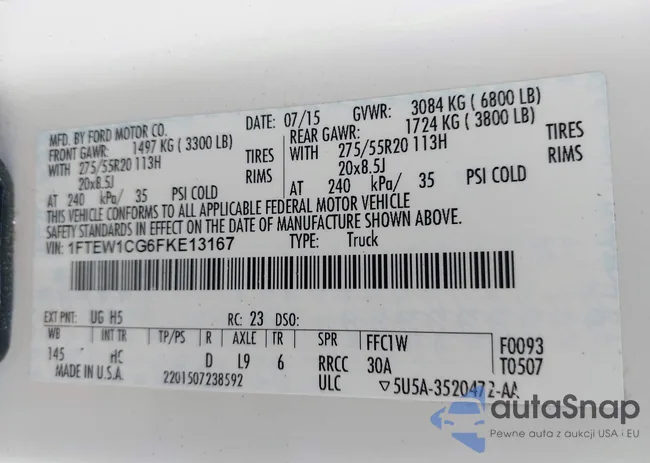 MFD. BY FORD MOTOR CO. DATE: 07/15 GVWR: 3084 KG ( 6800 LB)
FRONT GAWR: 1497 KG ( 3300 LB) REAR GAWR: 1724 KG ( 3800 LB)
WITH 275/55R20 113H TIRES WITH 275/55R20 113H TIRES
20x8.5J RIMS 20x8.5J RIMS
AT 240 kPa/ 35 PSI COLD AT 240 kPa/ 35 PSI COLD
THIS VEHICLE CONFORMS TO ALL APPLICABLE FEDERAL MOTOR VEHICLE
SAFETY STANDARDS IN EFFECT ON THE DATE OF MANUFACTURE SHOWN ABOVE.
VIN: 1FTEW1CG6FKE13167 TYPE: Truck
EXT PNT: UG H5 RC: 23 DSO:
WB INT TR TP/PS R AXLE TR SPR FFC1W F0093
145 HC D L9 6 RRCC 30A T0507
MADE IN U.S.A. 2201507238592 ULC ▽5U5A-3520472-AA
autaSnap
Pewne auta z aukcji USA i EU